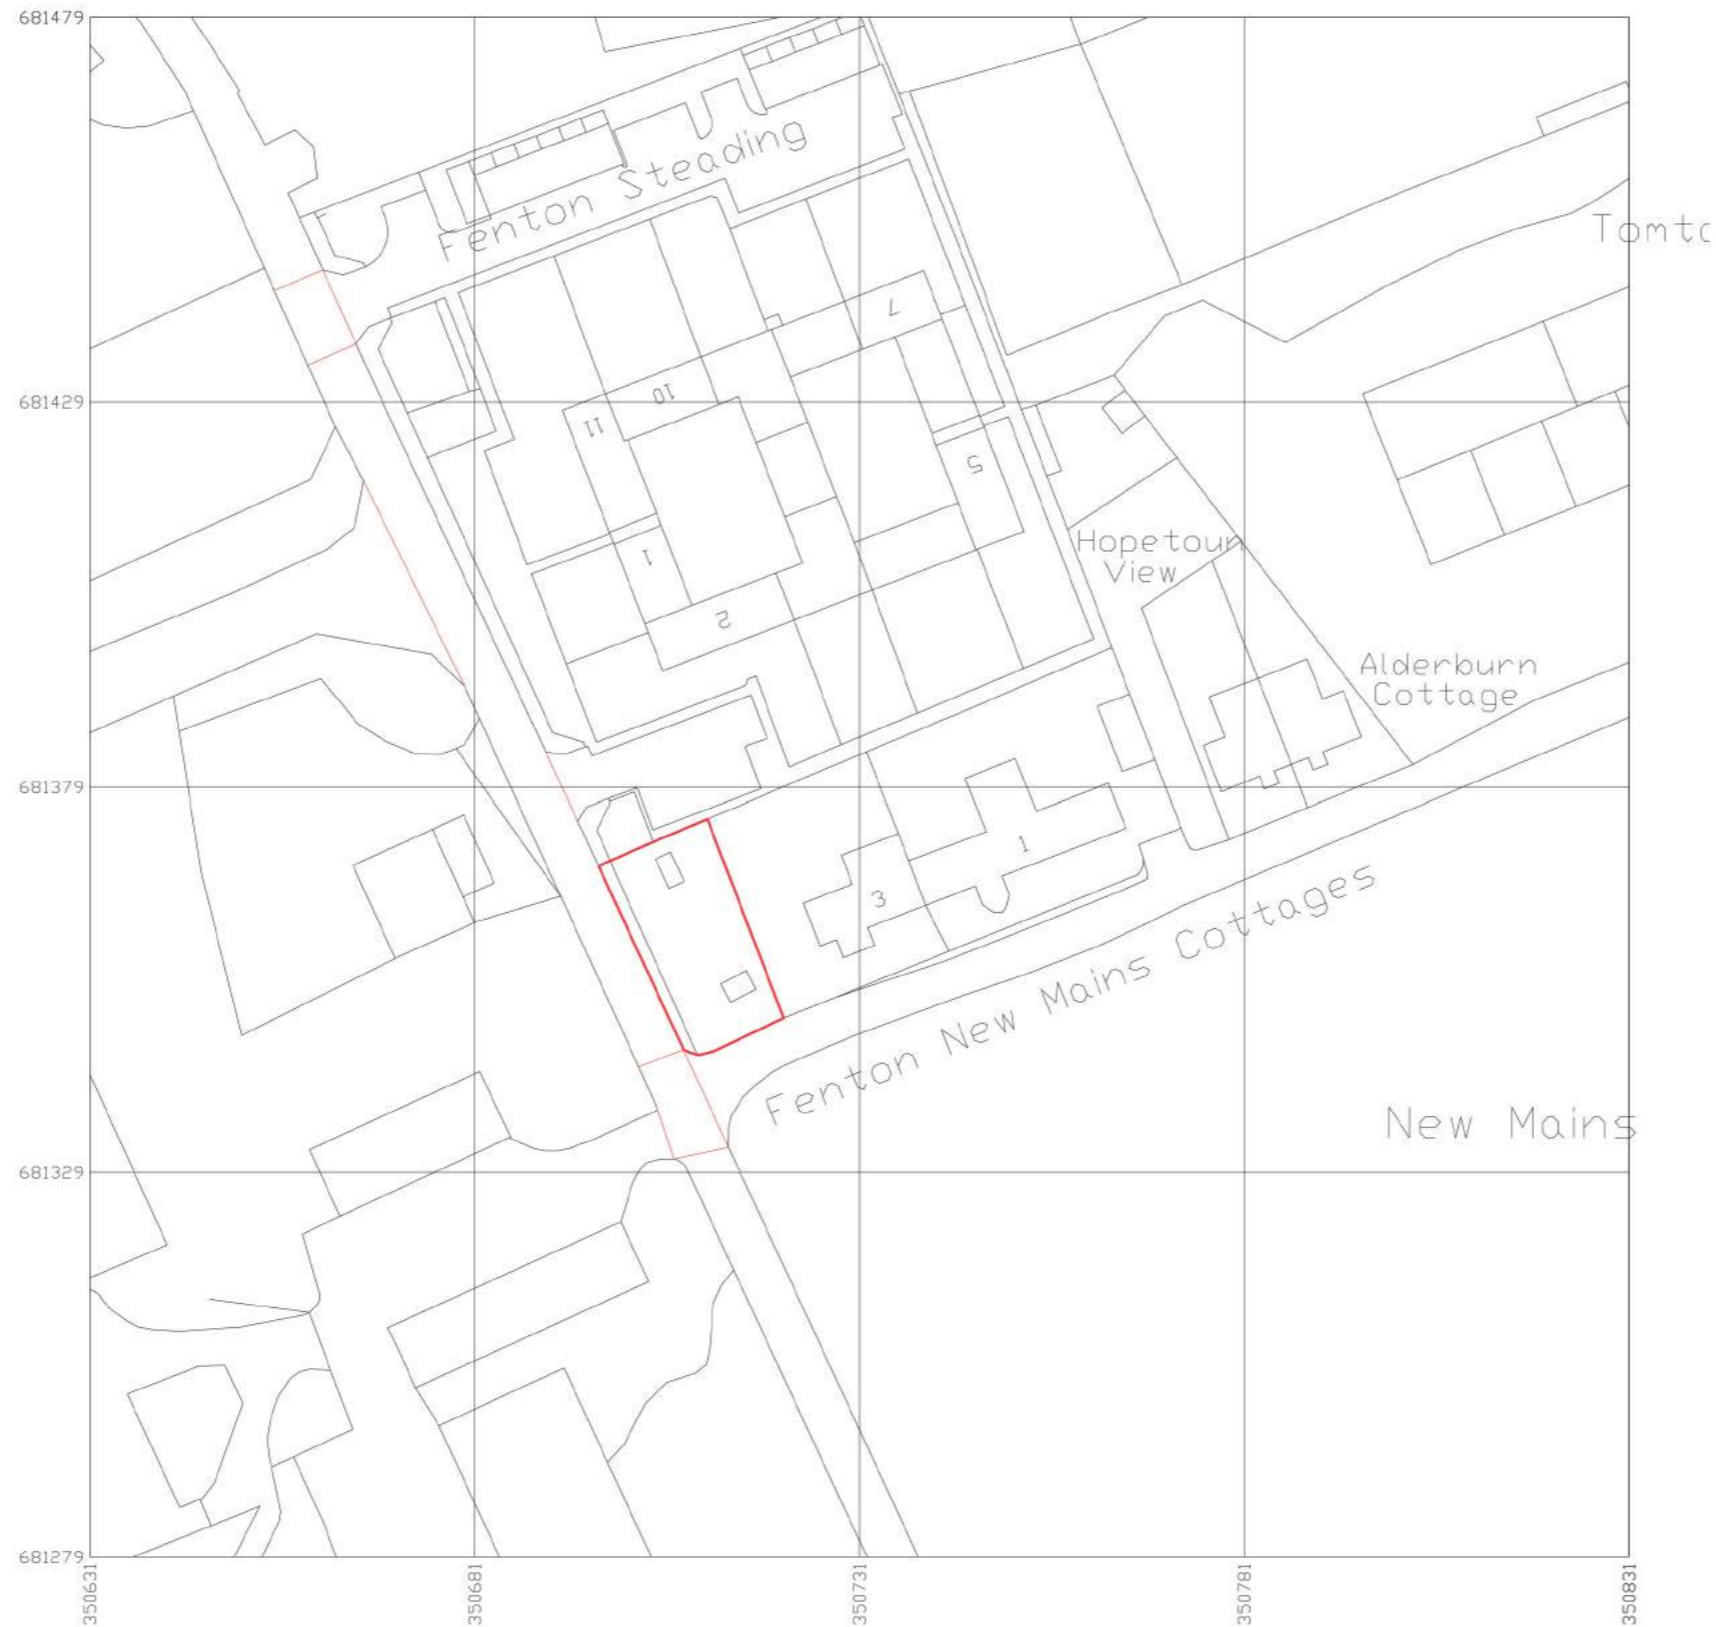 681479
Fenton Steading
Tomto
7
10
681429
11
5
1
Hopetoun
View
2
Alderburn
Cottage
681379
1
3
Fenton New Mains Cottages
New Mains
681329
681279
350631
350681
350731
350781
350831